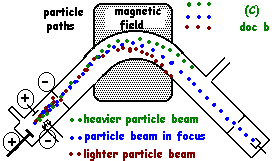 particle paths
magnetic field
(C) doc b
+
−
+
−
heavier particle beam
particle beam in focus
lighter particle beam